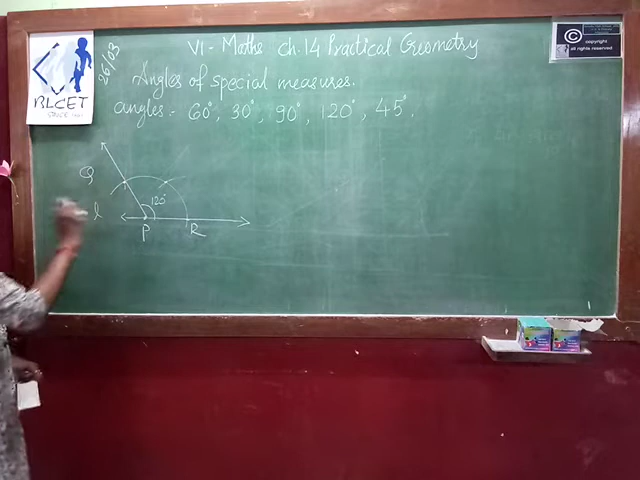 VI - Maths Ch. 14 Practical Geometry
26/03
Angles of special measures.
angles - 60°, 30°, 90°, 120°, 45°.
RLCET
©
copyright
all rights reserved
Q
120°
l
P
R